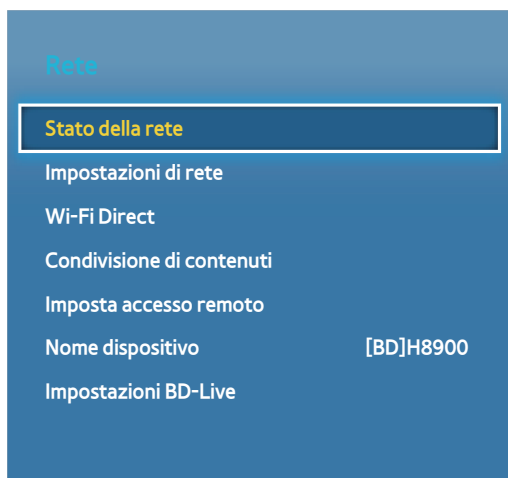 Rete
Stato della rete
Impostazioni di rete
Wi-Fi Direct
Condivisione di contenuti
Imposta accesso remoto
Nome dispositivo [BD]H8900
Impostazioni BD-Live